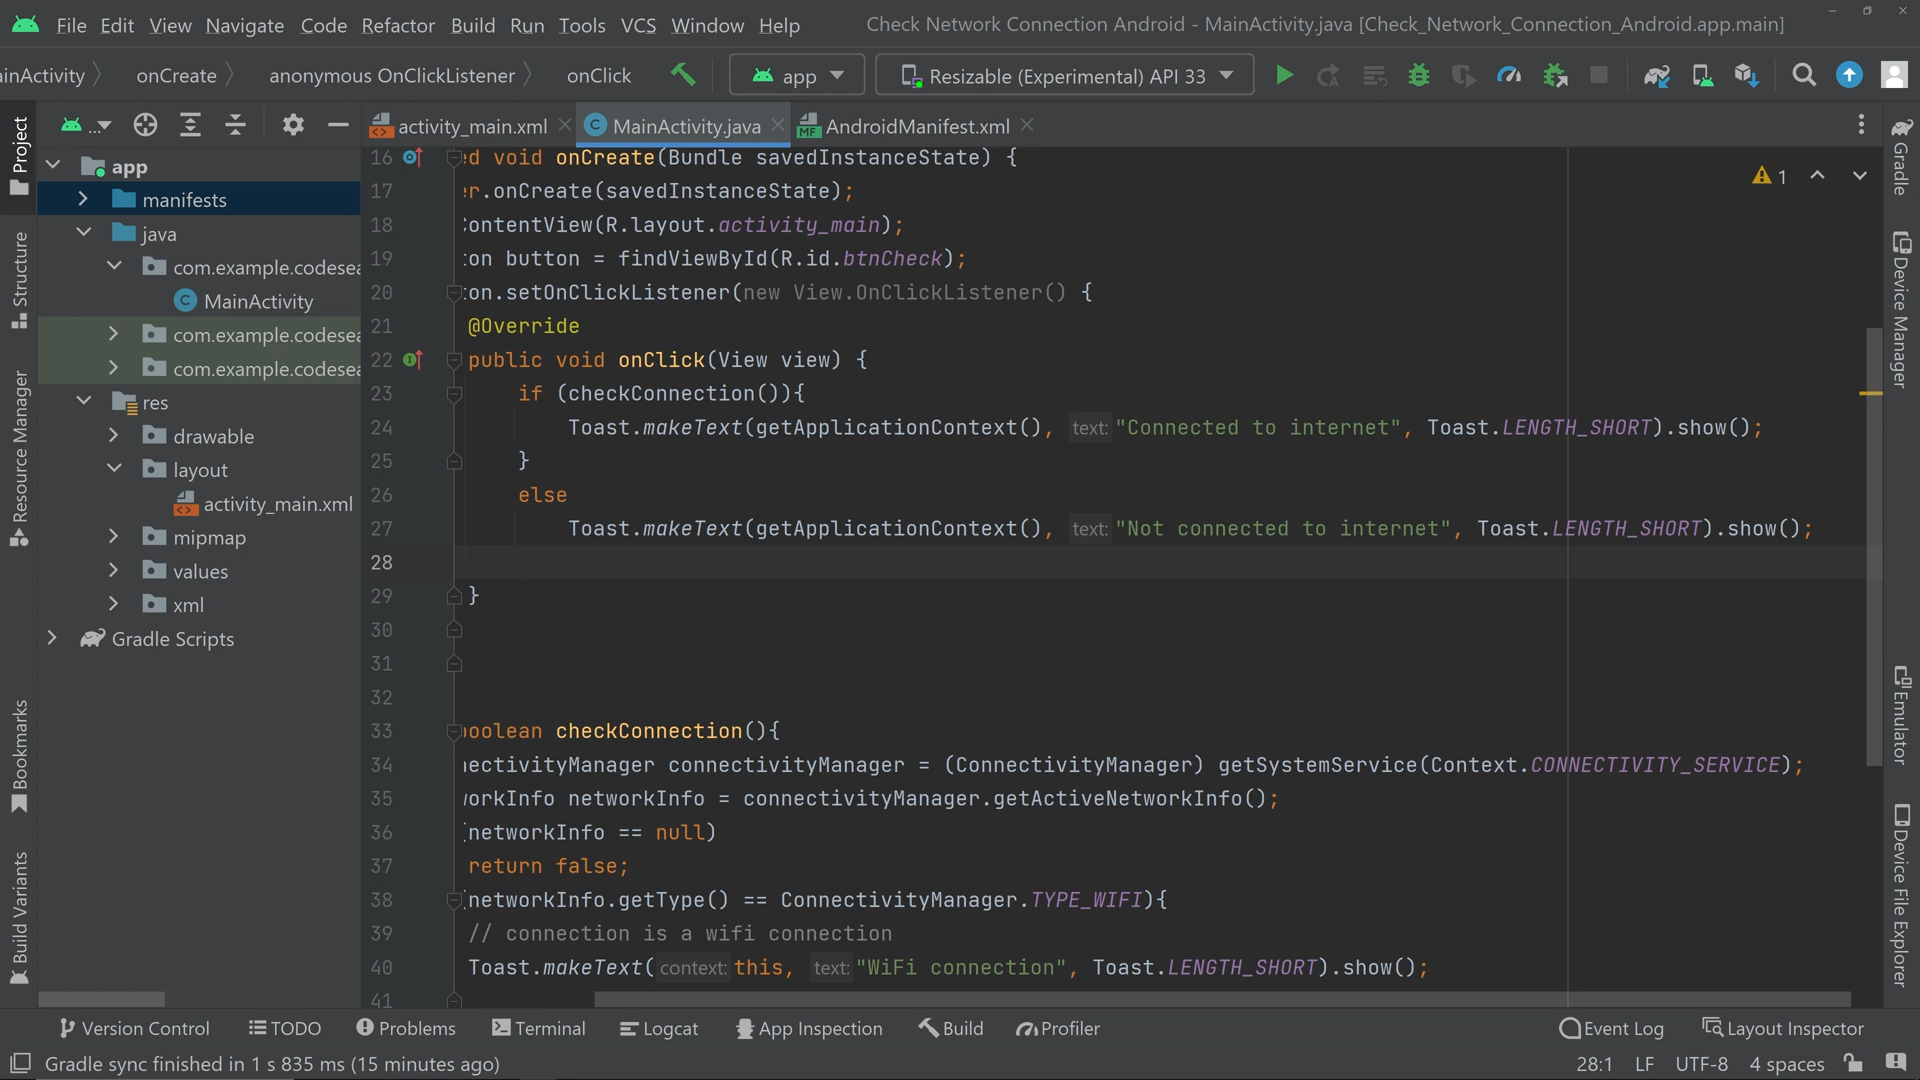 File Edit View Navigate Code Refactor Build Run Tools VCS Window Help Check Network Connection Android - MainActivity.java [Check_Network_Connection_Android.app.main]
inActivity onCreate anonymous OnClickListener onClick app Resizable (Experimental) API 33
Project
Structure
Resource Manager
Bookmarks
Build Variants
...
app
manifests
java
com.example.codesea
MainActivity
com.example.codesea
com.example.codesea
res
drawable
layout
activity_main.xml
mipmap
values
xml
Gradle Scripts
activity_main.xml MainActivity.java AndroidManifest.xml
1
16 ed void onCreate(Bundle savedInstanceState) {
17 er.onCreate(savedInstanceState);
18 ContentView(R.layout.activity_main);
19 on button = findViewById(R.id.btnCheck);
20 on.setOnClickListener(new View.OnClickListener() {
21 @Override
22 public void onClick(View view) {
23 if (checkConnection()){
24 Toast.makeText(getApplicationContext(), text: "Connected to internet", Toast.LENGTH_SHORT).show();
25 }
26 else
27 Toast.makeText(getApplicationContext(), text: "Not connected to internet", Toast.LENGTH_SHORT).show();
28
29 }
30
31
32
33 boolean checkConnection(){
34 nectivityManager connectivityManager = (ConnectivityManager) getSystemService(Context.CONNECTIVITY_SERVICE);
35 workInfo networkInfo = connectivityManager.getActiveNetworkInfo();
36 (networkInfo == null)
37 return false;
38 (networkInfo.getType() == ConnectivityManager.TYPE_WIFI){
39 // connection is a wifi connection
40 Toast.makeText( context: this, text: "WiFi connection", Toast.LENGTH_SHORT).show();
41
Gradle
Device Manager
Emulator
Device File Explorer
Version Control TODO Problems Terminal Logcat App Inspection Build Profiler Event Log Layout Inspector
Gradle sync finished in 1 s 835 ms (15 minutes ago) 28:1 LF UTF-8 4 spaces